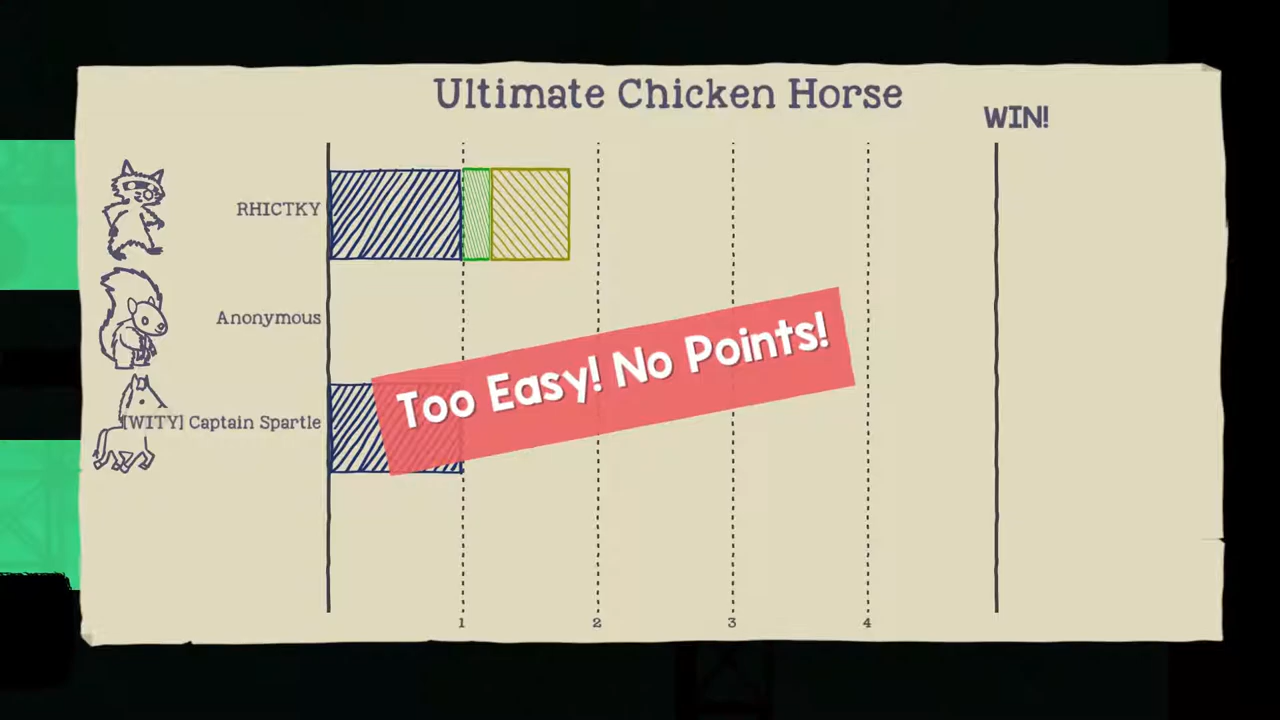 Ultimate Chicken Horse
WIN!
RHICTKY
Anonymous
Too Easy! No Points!
[WITY] Captain Spartle
1 2 3 4